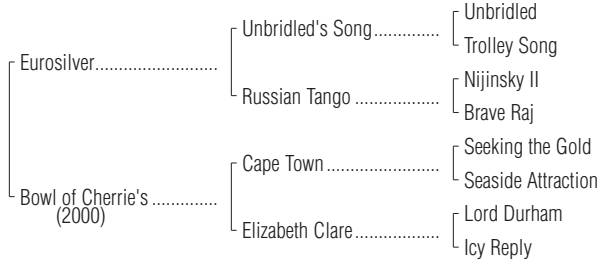 Unbridled
Unbridled's Song..............
Trolley Song
Eurosilver..........................
Nijinsky II
Russian Tango ..................
Brave Raj
Seeking the Gold
Cape Town ........................
Seaside Attraction
Bowl of Cherrie's ..............
(2000)
Lord Durham
Elizabeth Clare..................
Icy Reply